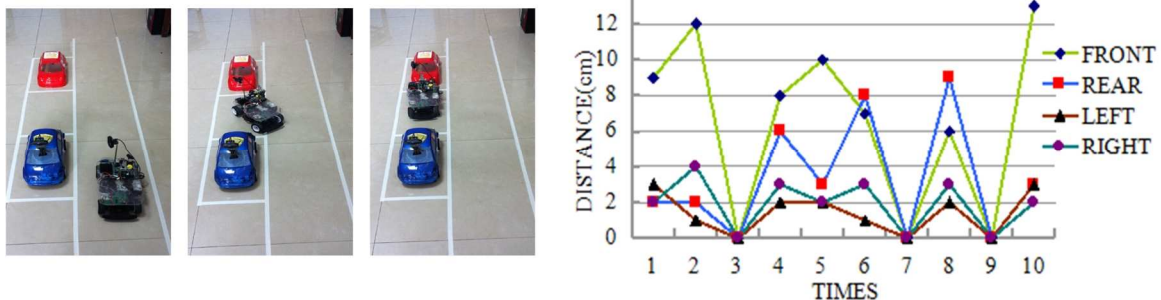 12
10
8
6
4
2
0
DISTANCE(cm)
1 2 3 4 5 6 7 8 9 10
TIMES
FRONT
REAR
LEFT
RIGHT